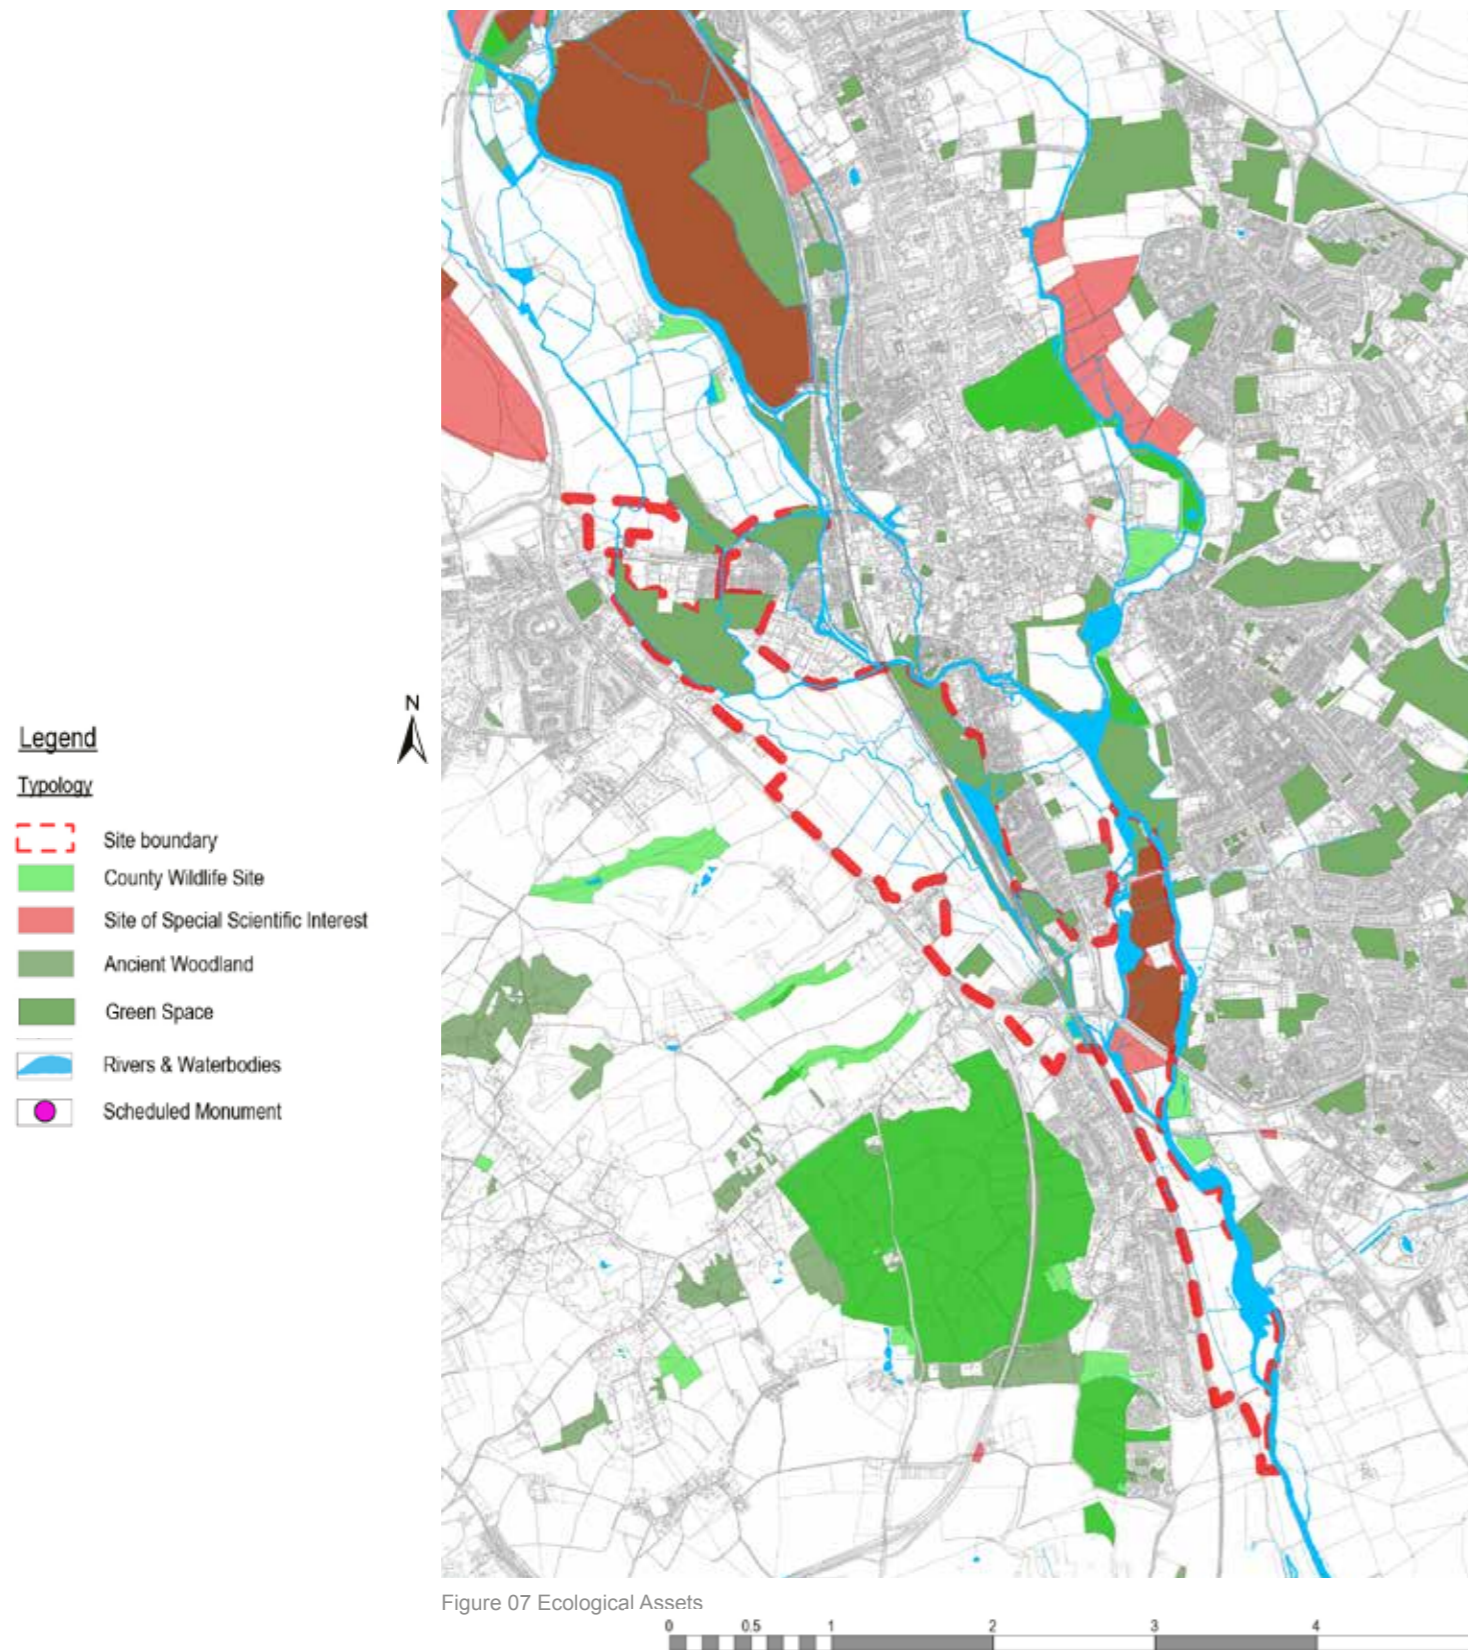 N
Legend
Typology
Site boundary
County Wildlife Site
Site of Special Scientific Interest
Ancient Woodland
Green Space
Rivers & Waterbodies
Scheduled Monument
Figure 07 Ecological Assets
0 0.5 1 2 3 4